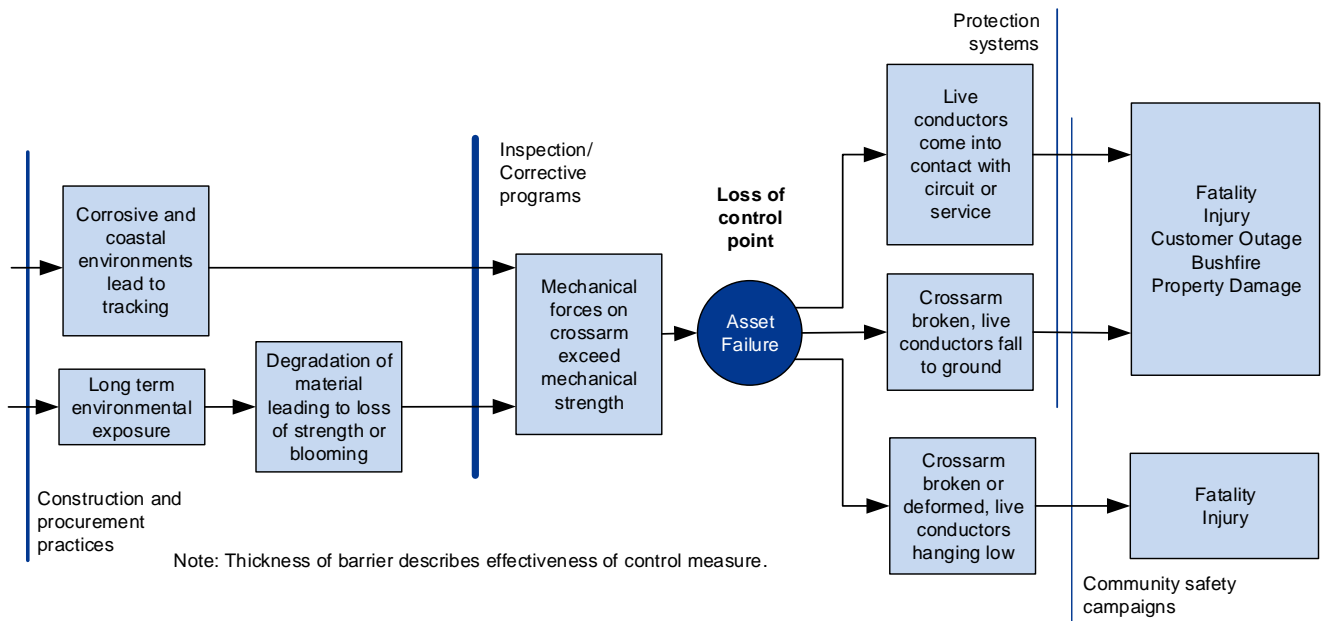 Protection
systems
Live
conductors
come into
contact with
circuit or
service
Inspection/
Corrective
programs
Loss of
control
point
Fatality
Injury
Customer Outage
Bushfire
Property Damage
Corrosive and
coastal
environments
lead to
tracking
Mechanical
forces on
crossarm
exceed
mechanical
strength
Asset
Failure
Crossarm
broken, live
conductors fall
to ground
Long term
environmental
exposure
Degradation of
material
leading to loss
of strength or
blooming
Crossarm
broken or
deformed, live
conductors
hanging low
Fatality
Injury
Construction and
procurement
practices
Note: Thickness of barrier describes effectiveness of control measure.
Community safety
campaigns